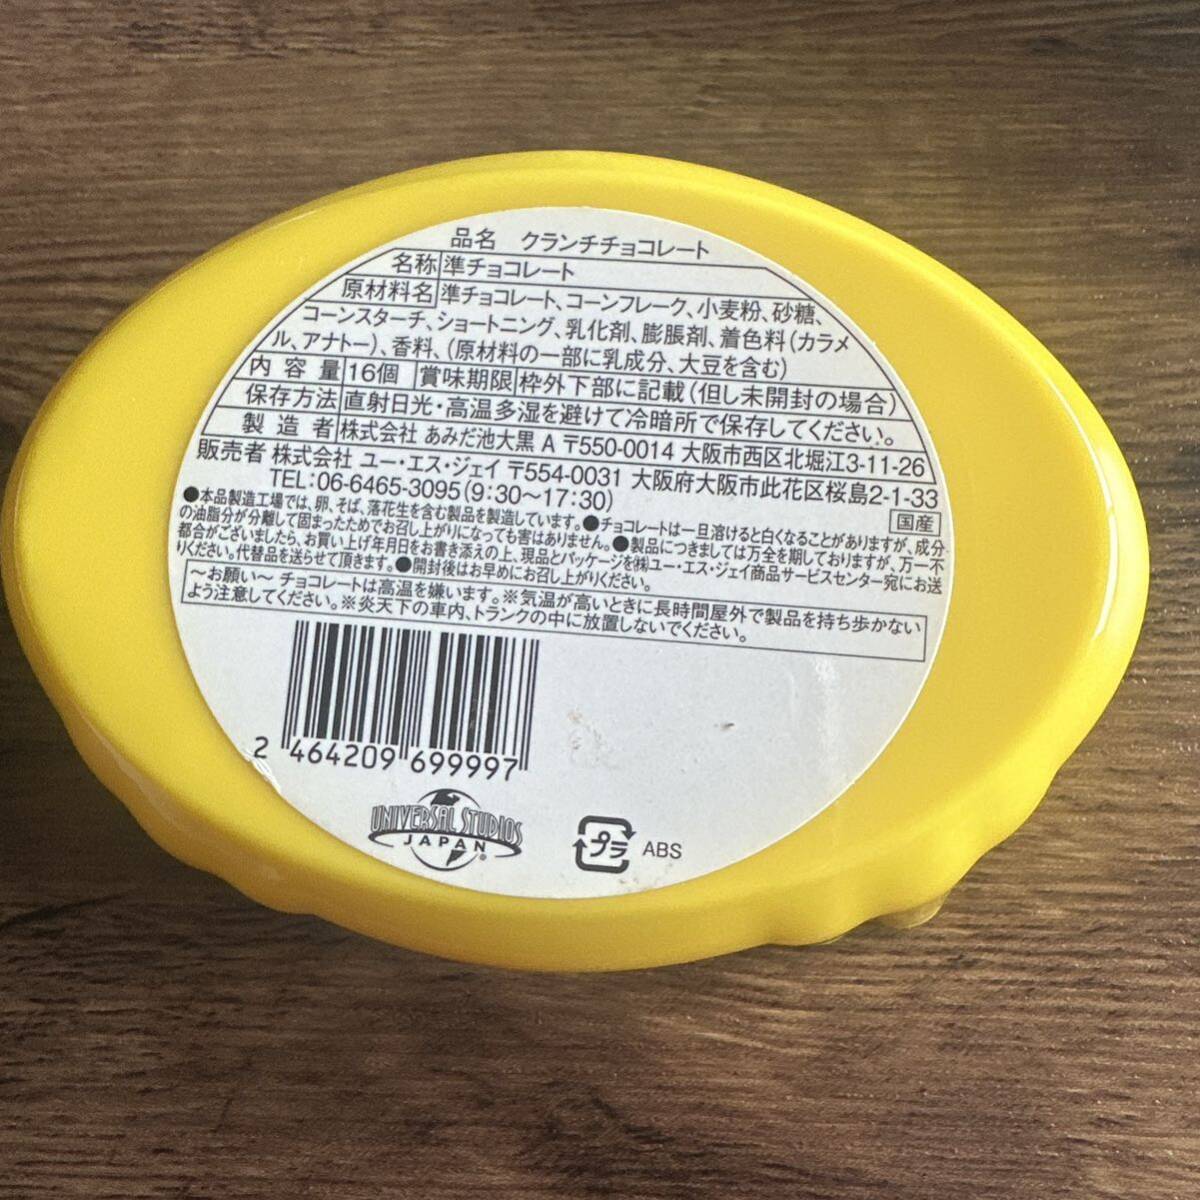 品名 クランチチョコレート
名称 準チョコレート
原材料名 準チョコレート、コーンフレーク、小麦粉、砂糖、
コーンスターチ、ショートニング、乳化剤、膨脹剤、着色料(カラメ
ル、アナトー)、香料、(原材料の一部に乳成分、大豆を含む)
内容量 16個 賞味期限 枠外下部に記載(但し未開封の場合)
保存方法 直射日光・高温多湿を避けて冷暗所で保存してください。
製造者 株式会社 あみだ池大黒 A 〒550-0014 大阪市西区北堀江3-11-26
販売者 株式会社 ユー・エス・ジェイ 〒554-0031 大阪府大阪市此花区桜島2-1-33
TEL:06-6465-3095(9:30〜17:30)
国産
●本品製造工場では、卵、そば、落花生を含む製品を製造しています。●チョコレートは一旦溶けると白くなることがありますが、成分
の油脂分が分離して固まったためでお召し上がりになっても害はありません。●製品につきましては万全を期しておりますが、万一不
都合がございましたら、お買い上げ年月日をお書き添えの上、現品とパッケージを㈱ユー・エス・ジェイ商品サービスセンター宛にお送
りください。代替品を送らせて頂きます。●開封後はお早めにお召し上がりください。
〜お願い〜 チョコレートは高温を嫌います。※気温が高いときに長時間屋外で製品を持ち歩かない
よう注意してください。※炎天下の車内、トランクの中に放置しないでください。
2 464209 699997
UNIVERSAL STUDIOS
JAPAN®
プラ ABS